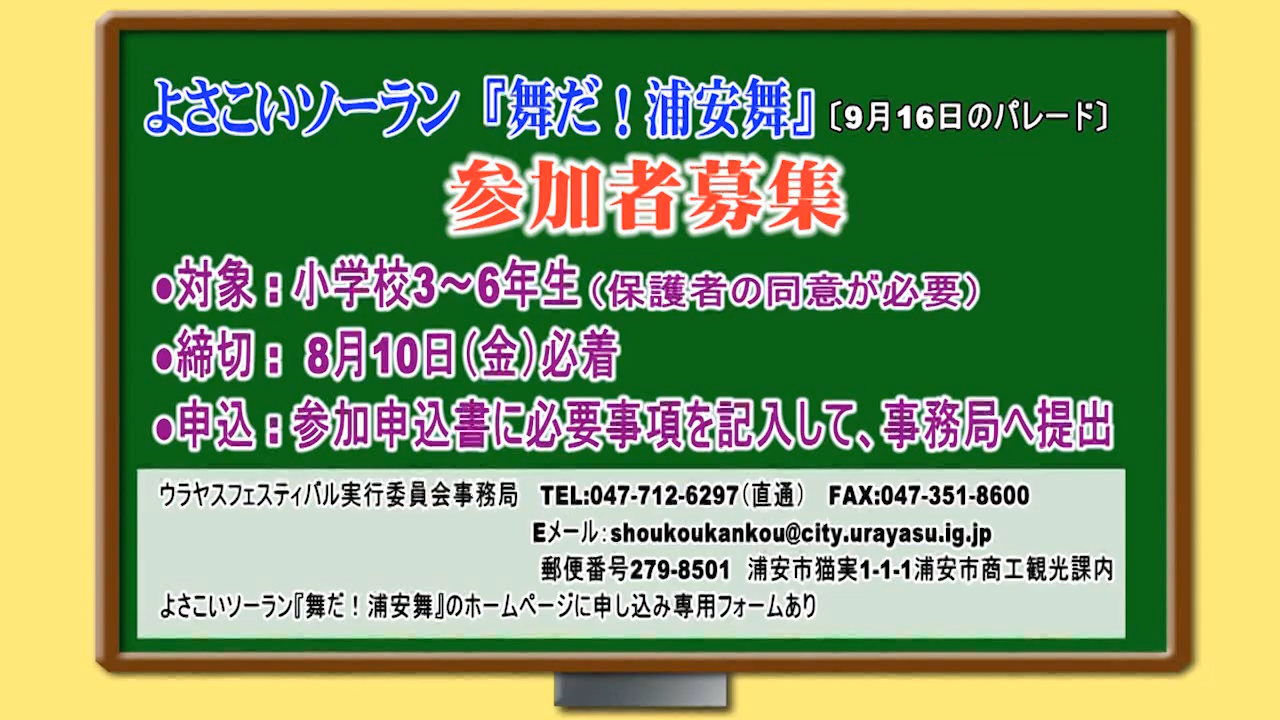 よさこいソーラン『舞だ！浦安舞』〔9月16日のパレード〕
参加者募集
●対象：小学校3～6年生（保護者の同意が必要）
●締切： 8月10日（金）必着
●申込：参加申込書に必要事項を記入して、事務局へ提出
ウラヤスフェスティバル実行委員会事務局　TEL:047-712-6297（直通）　FAX:047-351-8600
Eメール：shoukoukankou@city.urayasu.ig.jp
郵便番号279-8501　浦安市猫実1-1-1浦安市商工観光課内
よさこいソーラン『舞だ！浦安舞』のホームページに申し込み専用フォームあり